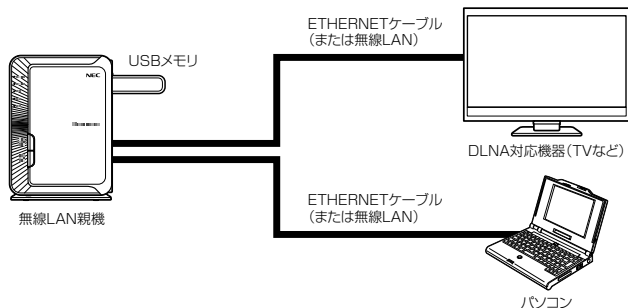 ETHERNETケーブル
（または無線LAN）
USBメモリ
NEC
DLNA対応機器（TVなど）
ETHERNETケーブル
（または無線LAN）
無線LAN親機
パソコン